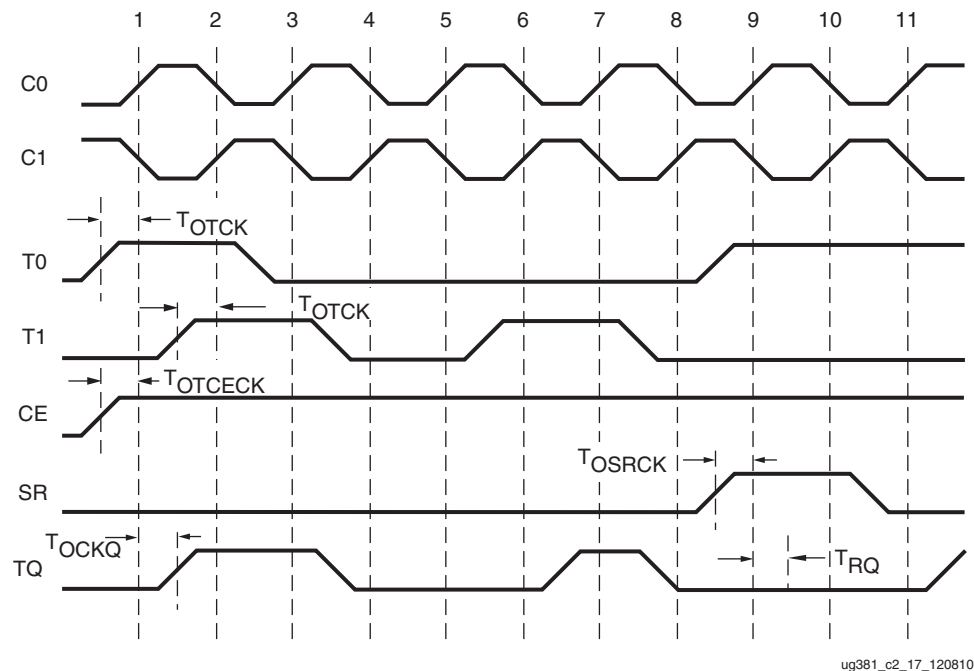 1 2 3 4 5 6 7 8 9 10 11
C0
C1
TOTCK
T0
TOTCK
T1
TOTCECK
CE
TOSRCK
SR
TOCKQ
TRQ
TQ
ug381_c2_17_120810